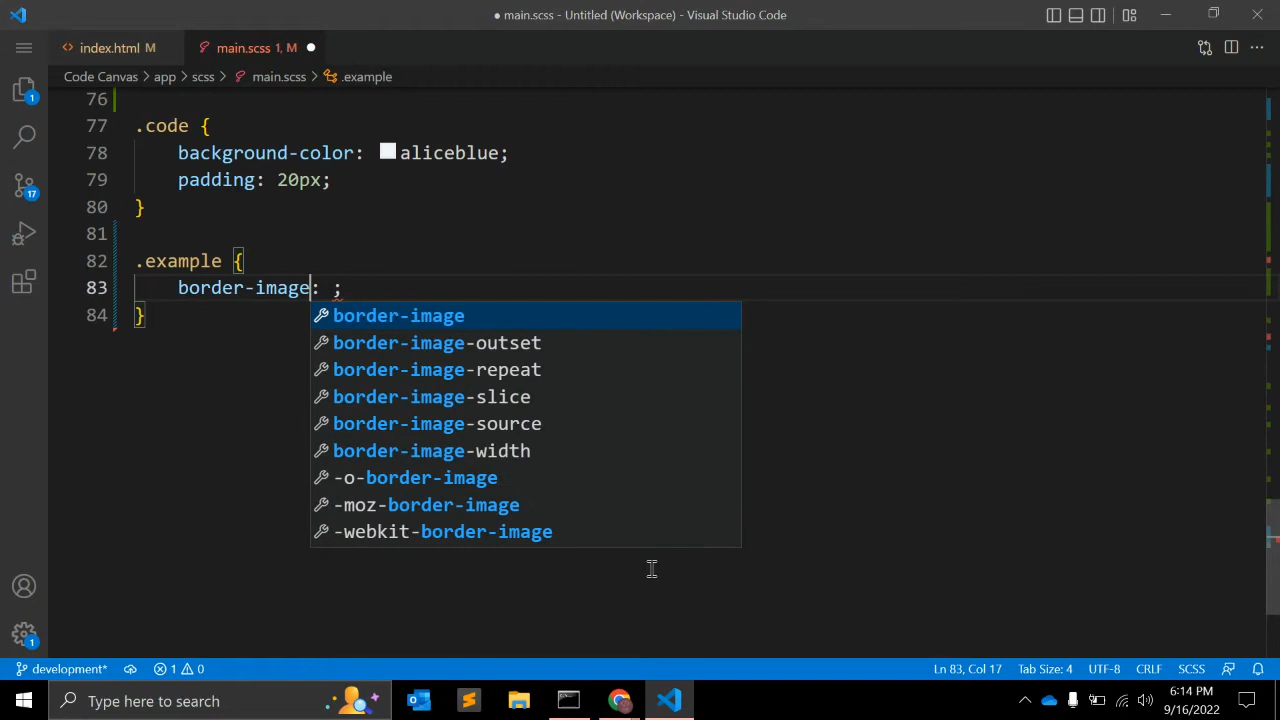 ● main.scss - Untitled (Workspace) - Visual Studio Code
<> index.html M
main.scss 1, M ●
Code Canvas > app > scss > main.scss > .example
76
77 .code {
78 background-color: aliceblue;
79 padding: 20px;
80 }
81
82 .example {
83 border-image: ;
84 }
border-image
border-image-outset
border-image-repeat
border-image-slice
border-image-source
border-image-width
-o-border-image
-moz-border-image
-webkit-border-image
1
17
1
development* 1 0 Ln 83, Col 17 Tab Size: 4 UTF-8 CRLF SCSS
Type here to search
6:14 PM
9/16/2022